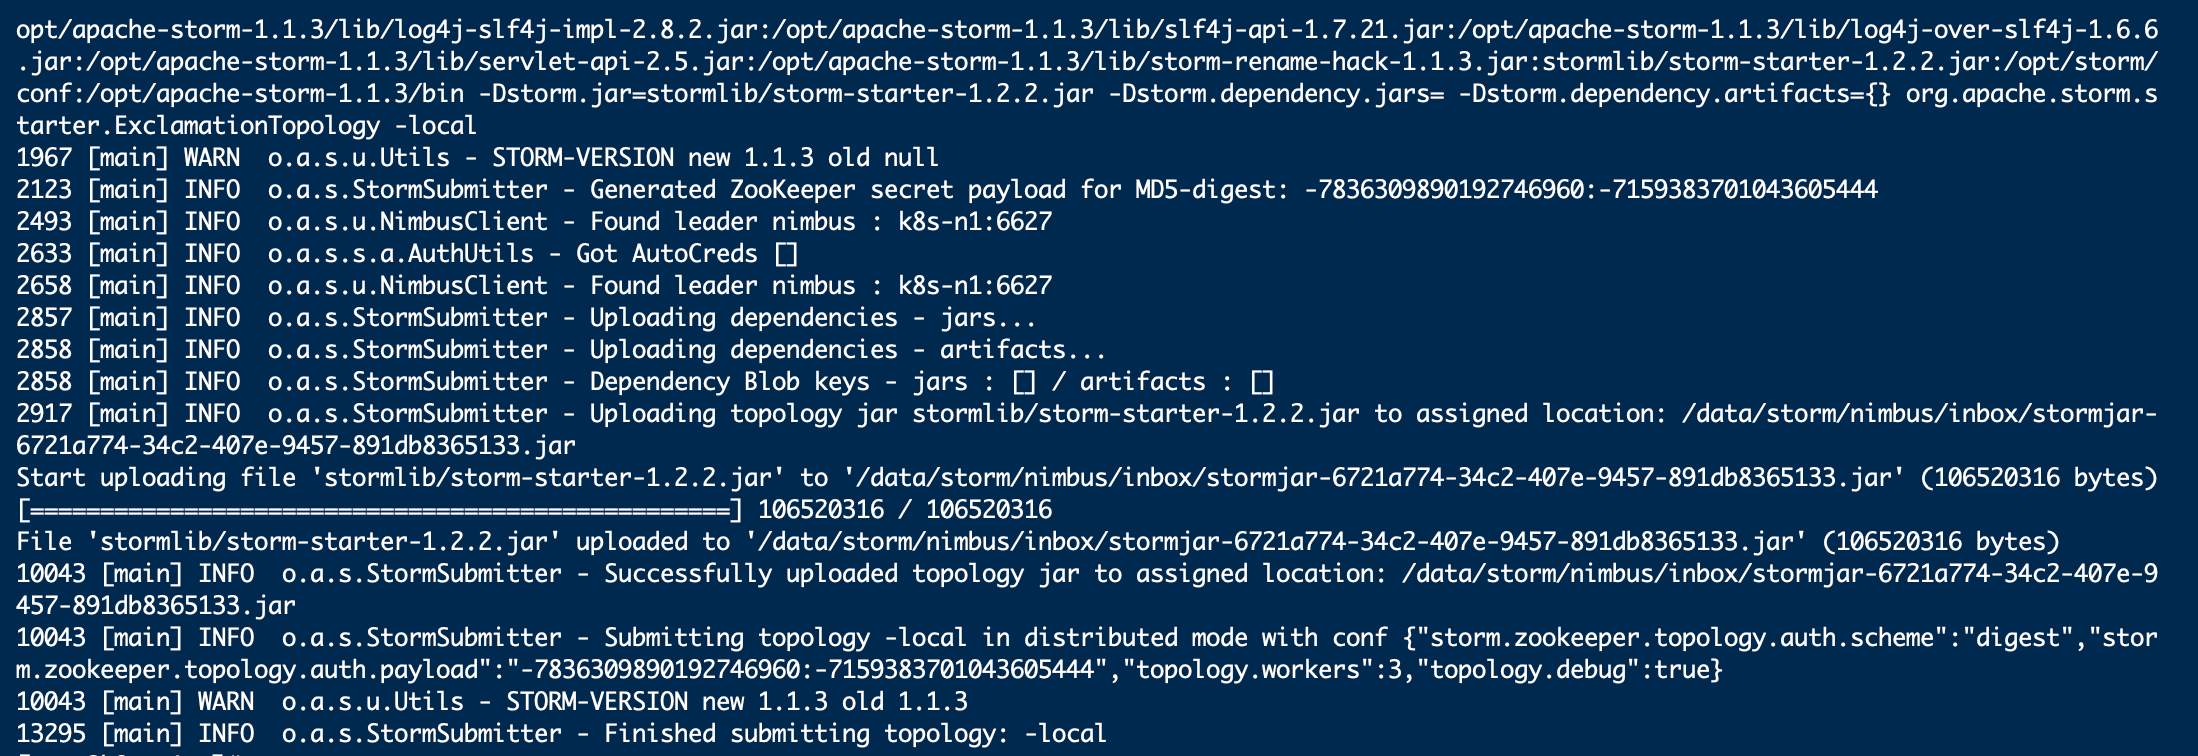 opt/apache-storm-1.1.3/lib/log4j-slf4j-impl-2.8.2.jar:/opt/apache-storm-1.1.3/lib/slf4j-api-1.7.21.jar:/opt/apache-storm-1.1.3/lib/log4j-over-slf4j-1.6.6
.jar:/opt/apache-storm-1.1.3/lib/servlet-api-2.5.jar:/opt/apache-storm-1.1.3/lib/storm-rename-hack-1.1.3.jar:stormlib/storm-starter-1.2.2.jar:/opt/storm/
conf:/opt/apache-storm-1.1.3/bin -Dstorm.jar=stormlib/storm-starter-1.2.2.jar -Dstorm.dependency.jars= -Dstorm.dependency.artifacts={} org.apache.storm.s
tarter.ExclamationTopology -local
1967 [main] WARN  o.a.s.u.Utils - STORM-VERSION new 1.1.3 old null
2123 [main] INFO  o.a.s.StormSubmitter - Generated ZooKeeper secret payload for MD5-digest: -7836309890192746960:-7159383701043605444
2493 [main] INFO  o.a.s.u.NimbusClient - Found leader nimbus : k8s-n1:6627
2633 [main] INFO  o.a.s.s.a.AuthUtils - Got AutoCreds []
2658 [main] INFO  o.a.s.u.NimbusClient - Found leader nimbus : k8s-n1:6627
2857 [main] INFO  o.a.s.StormSubmitter - Uploading dependencies - jars...
2858 [main] INFO  o.a.s.StormSubmitter - Uploading dependencies - artifacts...
2858 [main] INFO  o.a.s.StormSubmitter - Dependency Blob keys - jars : [] / artifacts : []
2917 [main] INFO  o.a.s.StormSubmitter - Uploading topology jar stormlib/storm-starter-1.2.2.jar to assigned location: /data/storm/nimbus/inbox/stormjar-
6721a774-34c2-407e-9457-891db8365133.jar
Start uploading file 'stormlib/storm-starter-1.2.2.jar' to '/data/storm/nimbus/inbox/stormjar-6721a774-34c2-407e-9457-891db8365133.jar' (106520316 bytes)
[==================================================] 106520316 / 106520316
File 'stormlib/storm-starter-1.2.2.jar' uploaded to '/data/storm/nimbus/inbox/stormjar-6721a774-34c2-407e-9457-891db8365133.jar' (106520316 bytes)
10043 [main] INFO  o.a.s.StormSubmitter - Successfully uploaded topology jar to assigned location: /data/storm/nimbus/inbox/stormjar-6721a774-34c2-407e-9
457-891db8365133.jar
10043 [main] INFO  o.a.s.StormSubmitter - Submitting topology -local in distributed mode with conf {"storm.zookeeper.topology.auth.scheme":"digest","stor
m.zookeeper.topology.auth.payload":"-7836309890192746960:-7159383701043605444","topology.workers":3,"topology.debug":true}
10043 [main] WARN  o.a.s.u.Utils - STORM-VERSION new 1.1.3 old 1.1.3
13295 [main] INFO  o.a.s.StormSubmitter - Finished submitting topology: -local